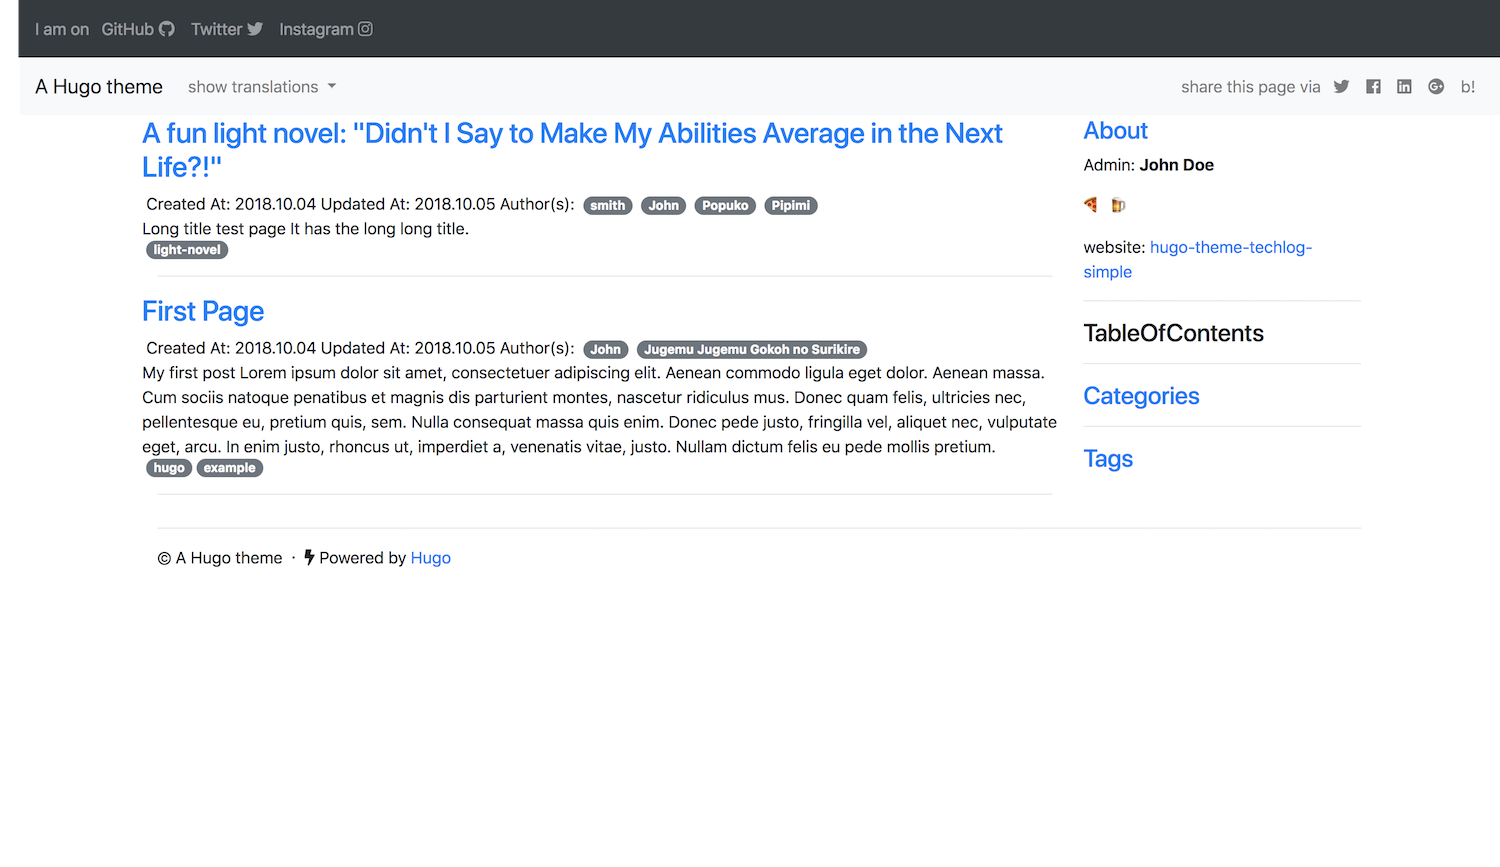 I am on GitHub Twitter Instagram
A Hugo theme show translations share this page via b!
A fun light novel: "Didn't I Say to Make My Abilities Average in the Next
Life?!"
Created At: 2018.10.04 Updated At: 2018.10.05 Author(s): smith John Popuko Pipimi
Long title test page It has the long long title.
light-novel
First Page
Created At: 2018.10.04 Updated At: 2018.10.05 Author(s): John Jugemu Jugemu Gokoh no Surikire
My first post Lorem ipsum dolor sit amet, consectetuer adipiscing elit. Aenean commodo ligula eget dolor. Aenean massa.
Cum sociis natoque penatibus et magnis dis parturient montes, nascetur ridiculus mus. Donec quam felis, ultricies nec,
pellentesque eu, pretium quis, sem. Nulla consequat massa quis enim. Donec pede justo, fringilla vel, aliquet nec, vulputate
eget, arcu. In enim justo, rhoncus ut, imperdiet a, venenatis vitae, justo. Nullam dictum felis eu pede mollis pretium.
hugo example
About
Admin: John Doe
website: hugo-theme-techlog-
simple
TableOfContents
Categories
Tags
© A Hugo theme · Powered by Hugo